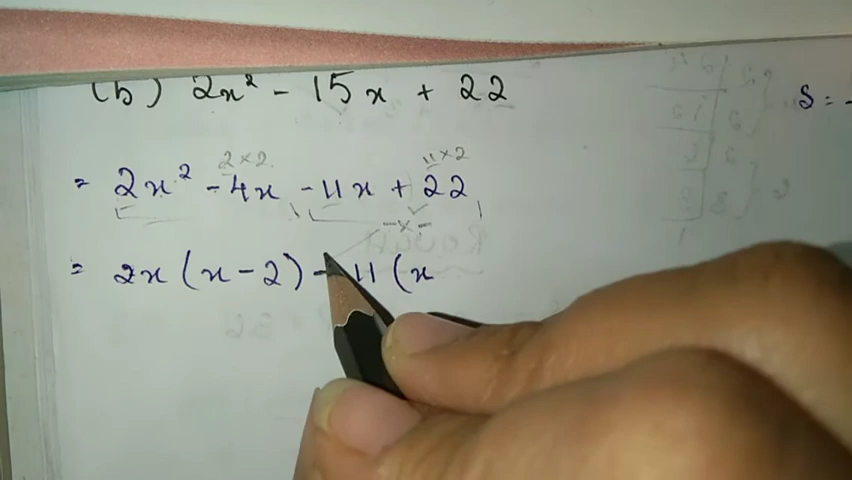 (b) 2x² - 15x + 22
S = -
2×2 11×2
= 2x² - 4x - 11x + 22
- × -
= 2x(x-2) - 11(x